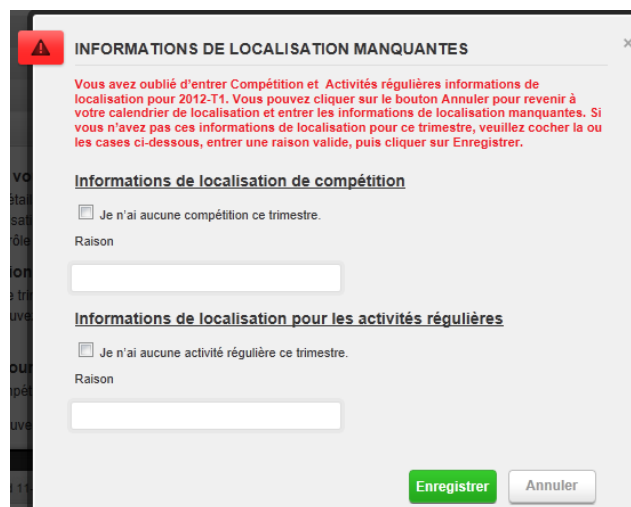 INFORMATIONS DE LOCALISATION MANQUANTES
×
Vous avez oublié d'entrer Compétition et Activités régulières informations de
localisation pour 2012-T1. Vous pouvez cliquer sur le bouton Annuler pour revenir à
votre calendrier de localisation et entrer les informations de localisation manquantes. Si
vous n'avez pas ces informations de localisation pour ce trimestre, veuillez cocher la ou
les cases ci-dessous, entrer une raison valide, puis cliquer sur Enregistrer.
Informations de localisation de compétition
Je n'ai aucune compétition ce trimestre.
Raison
Informations de localisation pour les activités régulières
Je n'ai aucune activité régulière ce trimestre.
Raison
Enregistrer Annuler